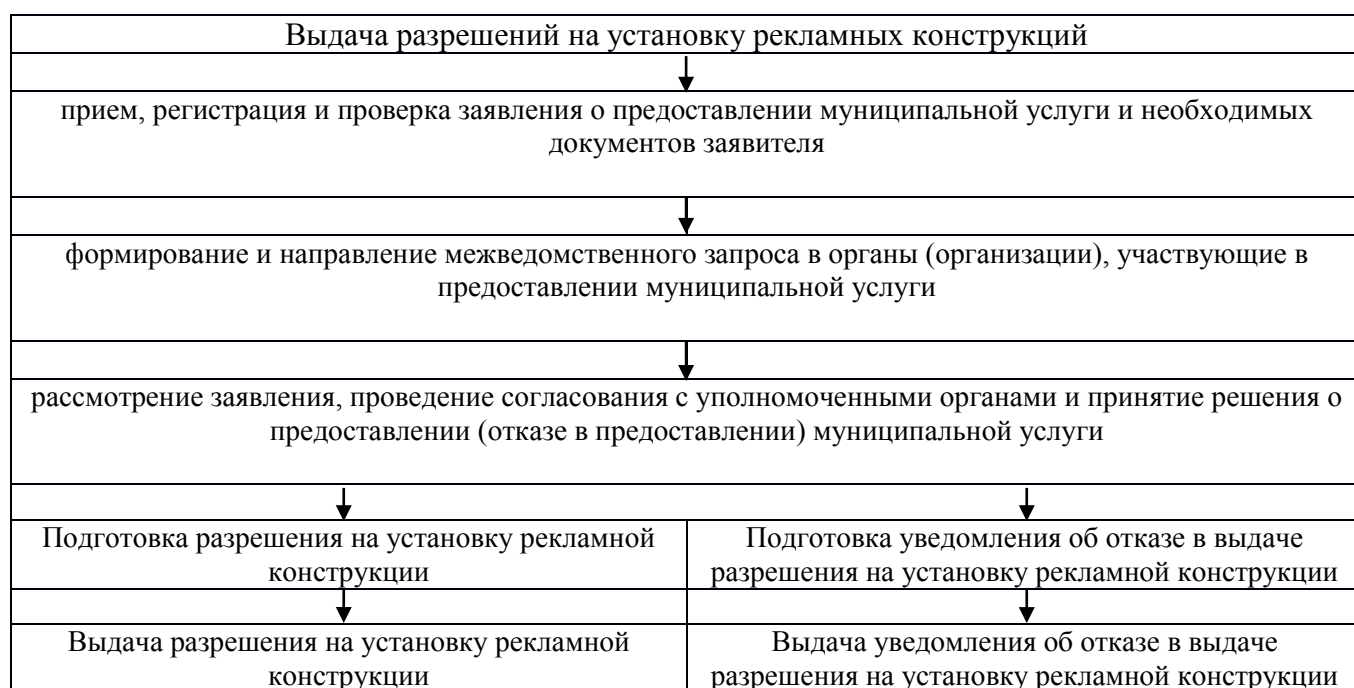 Выдача разрешений на установку рекламных конструкций
прием, регистрация и проверка заявления о предоставлении муниципальной услуги и необходимых
документов заявителя
формирование и направление межведомственного запроса в органы (организации), участвующие в
предоставлении муниципальной услуги
рассмотрение заявления, проведение согласования с уполномоченными органами и принятие решения о
предоставлении (отказе в предоставлении) муниципальной услуги
Подготовка разрешения на установку рекламной
конструкции
Подготовка уведомления об отказе в выдаче
разрешения на установку рекламной конструкции
Выдача разрешения на установку рекламной
конструкции
Выдача уведомления об отказе в выдаче
разрешения на установку рекламной конструкции